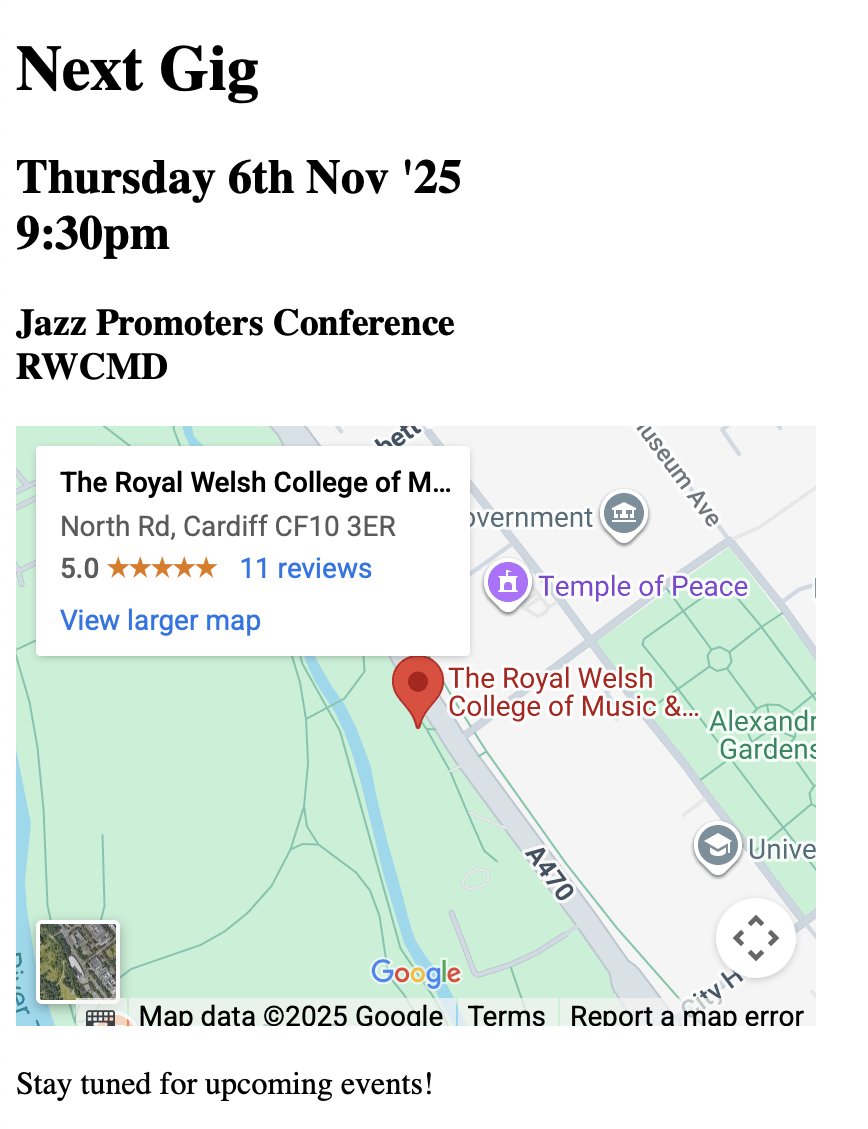 Next Gig
Thursday 6th Nov '25
9:30pm
Jazz Promoters Conference
RWCMD
The Royal Welsh College of M...
North Rd, Cardiff CF10 3ER
5.0
11 reviews
View larger map
bett
useum Ave
overnment
Temple of Peace
The Royal Welsh
College of Music &...
Alexandr
Gardens
Unive
A470
City H
River
Google
Map data ©2025 Google
Terms
Report a map error
Stay tuned for upcoming events!